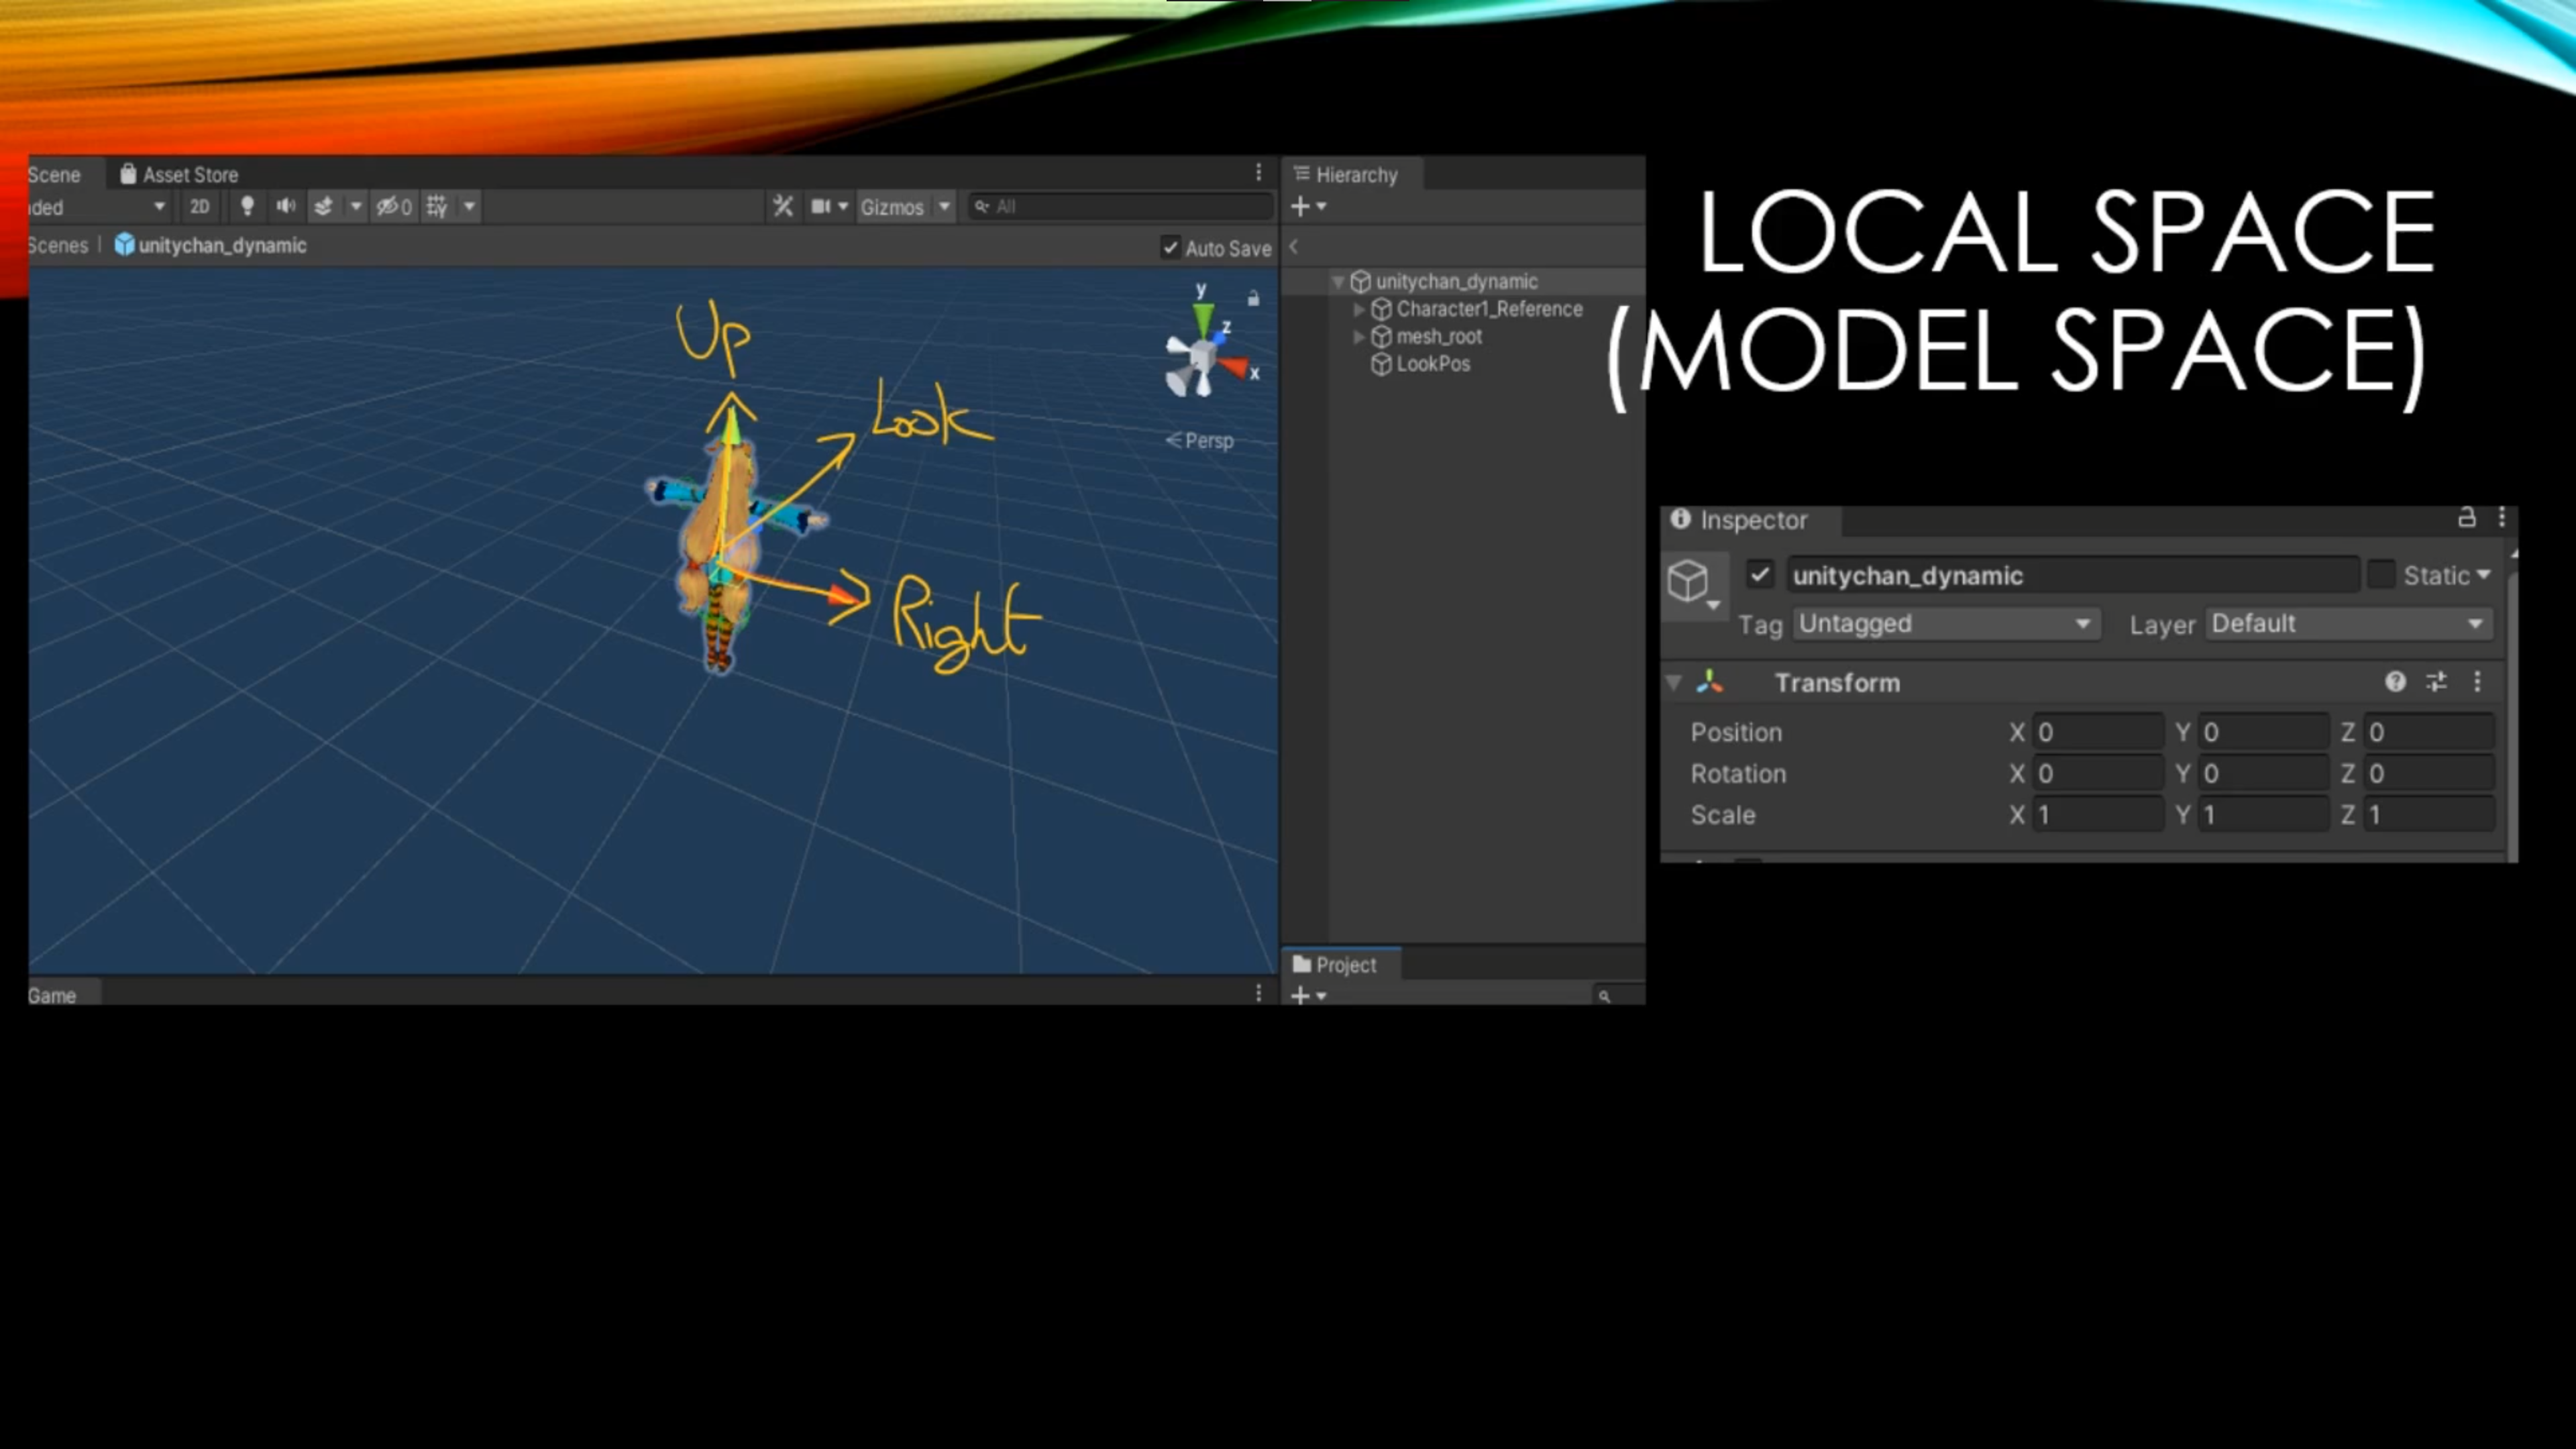 Scene Asset Store
ded 2D 0 Gizmos All
Scenes unitychan_dynamic Auto Save
y
z
x
Persp
Up
Look
Right
Game
Hierarchy
unitychan_dynamic
Character1_Reference
mesh_root
LookPos
Project
LOCAL SPACE
(MODEL SPACE)
Inspector
unitychan_dynamic Static
Tag Untagged Layer Default
Transform
Position X 0 Y 0 Z 0
Rotation X 0 Y 0 Z 0
Scale X 1 Y 1 Z 1